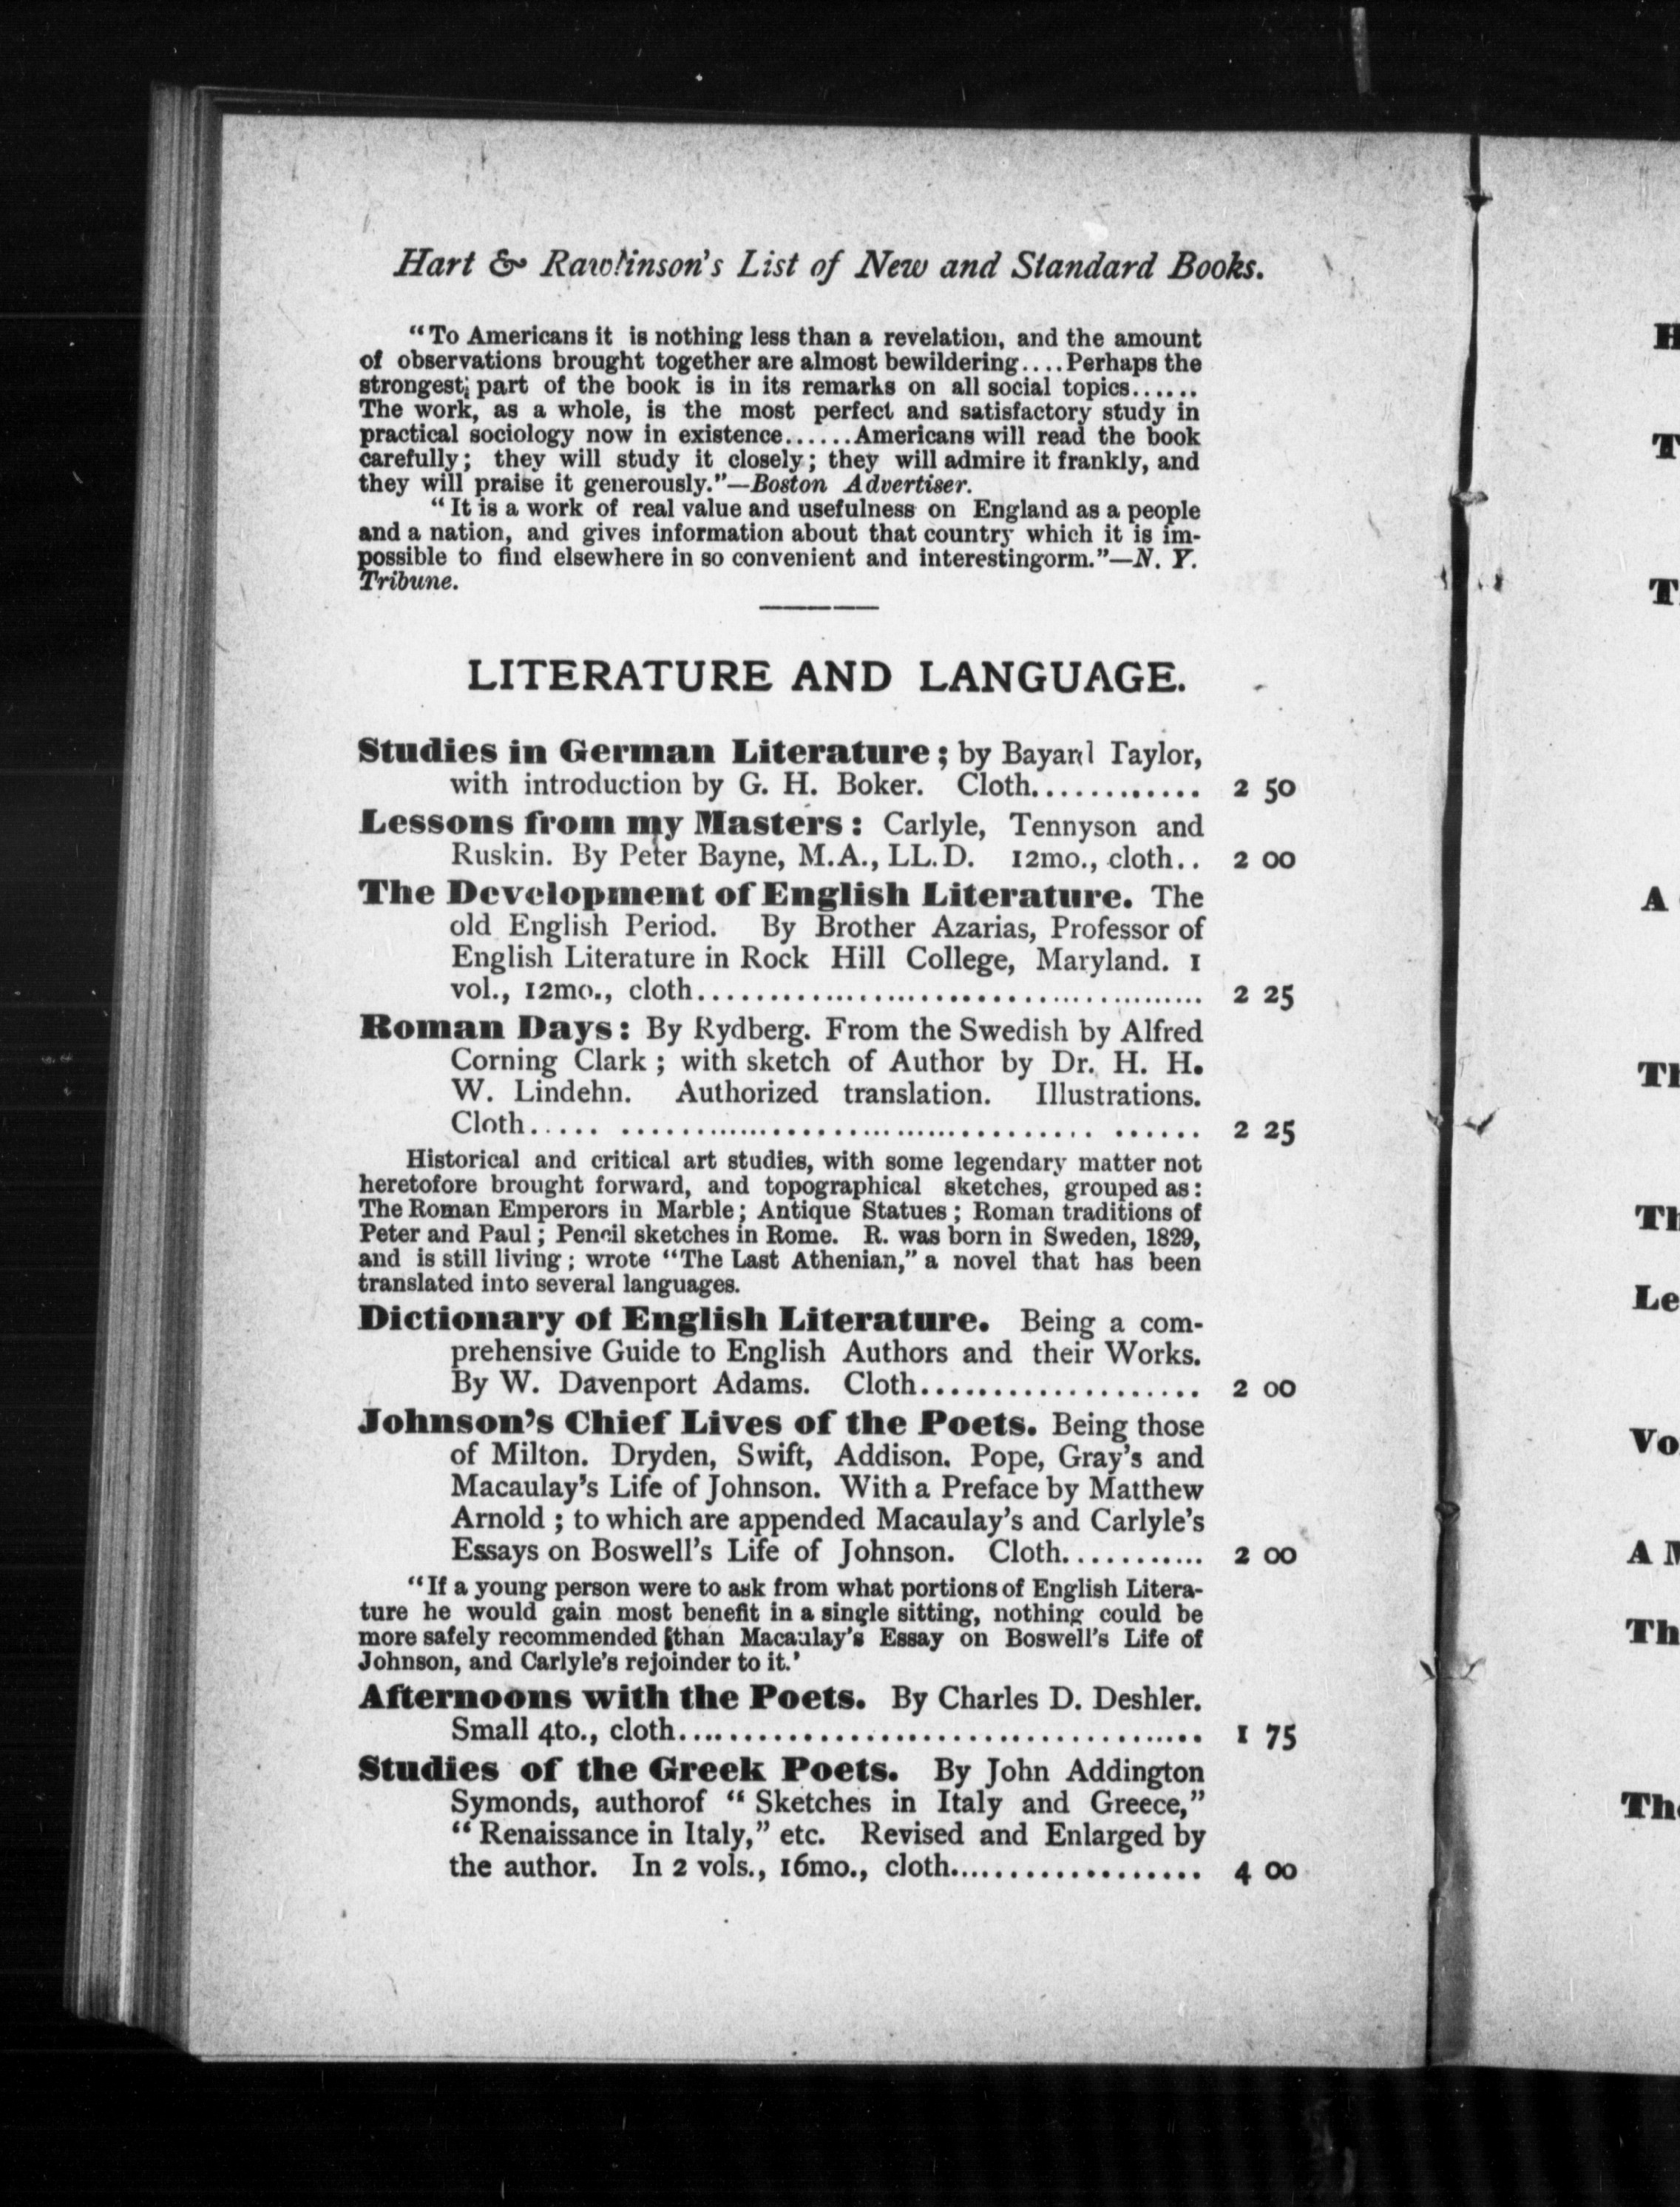 Hart & Rawlinson's List of New and Standard Books.
"To Americans it is nothing less than a revelation, and the amount
of observations brought together are almost bewildering....Perhaps the
strongest; part of the book is in its remarks on all social topics......
The work, as a whole, is the most perfect and satisfactory study in
practical sociology now in existence......Americans will read the book
carefully; they will study it closely; they will admire it frankly, and
they will praise it generously."—Boston Advertiser.
"It is a work of real value and usefulness on England as a people
and a nation, and gives information about that country which it is im-
possible to find elsewhere in so convenient and interestingorm."—N. Y.
Tribune.
LITERATURE AND LANGUAGE.
Studies in German Literature; by Bayard Taylor,
with introduction by G. H. Boker. Cloth............ 2 50
Lessons from my Masters: Carlyle, Tennyson and
Ruskin. By Peter Bayne, M.A., LL.D. 12mo., cloth.. 2 00
The Development of English Literature. The
old English Period. By Brother Azarias, Professor of
English Literature in Rock Hill College, Maryland. 1
vol., 12mo., cloth........................................ 2 25
Roman Days: By Rydberg. From the Swedish by Alfred
Corning Clark; with sketch of Author by Dr. H. H.
W. Lindehn. Authorized translation. Illustrations.
Cloth..... .................................... ...... 2 25
Historical and critical art studies, with some legendary matter not
heretofore brought forward, and topographical sketches, grouped as:
The Roman Emperors in Marble; Antique Statues; Roman traditions of
Peter and Paul; Pencil sketches in Rome. R. was born in Sweden, 1829,
and is still living; wrote "The Last Athenian," a novel that has been
translated into several languages.
Dictionary of English Literature. Being a com-
prehensive Guide to English Authors and their Works.
By W. Davenport Adams. Cloth................... 2 00
Johnson's Chief Lives of the Poets. Being those
of Milton. Dryden, Swift, Addison. Pope, Gray's and
Macaulay's Life of Johnson. With a Preface by Matthew
Arnold; to which are appended Macaulay's and Carlyle's
Essays on Boswell's Life of Johnson. Cloth........... 2 00
"If a young person were to ask from what portions of English Litera-
ture he would gain most benefit in a single sitting, nothing could be
more safely recommended than Macaulay's Essay on Boswell's Life of
Johnson, and Carlyle's rejoinder to it.'
Afternoons with the Poets. By Charles D. Deshler.
Small 4to., cloth...................................... 1 75
Studies of the Greek Poets. By John Addington
Symonds, authorof "Sketches in Italy and Greece,"
"Renaissance in Italy," etc. Revised and Enlarged by
the author. In 2 vols., 16mo., cloth.................. 4 00